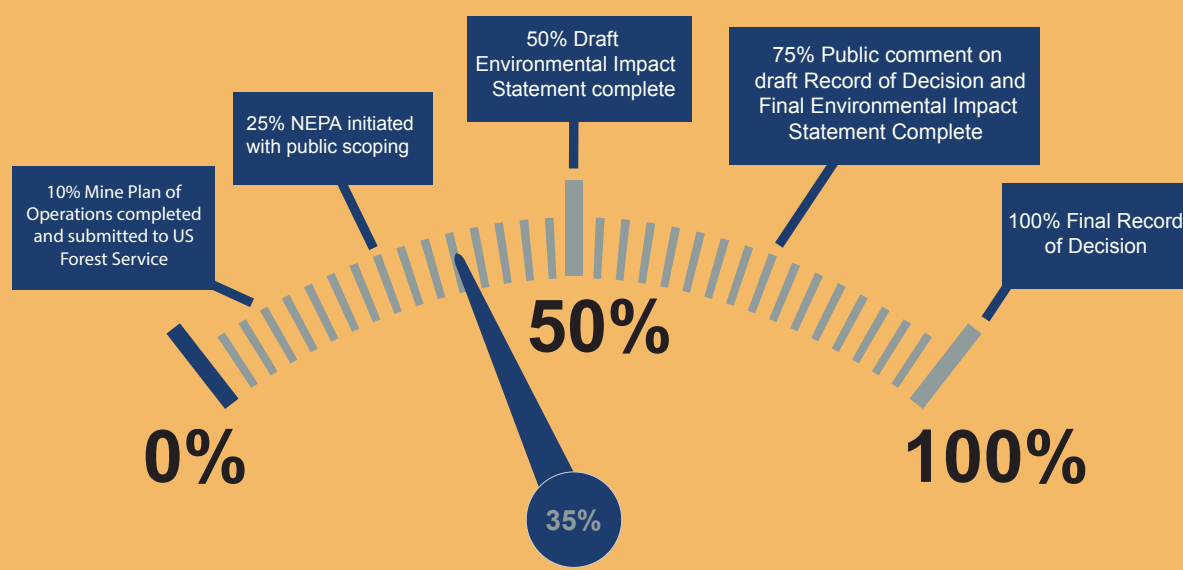 10% Mine Plan of
Operations completed
and submitted to US
Forest Service
25% NEPA initiated
with public scoping
50% Draft
Environmental Impact
Statement complete
75% Public comment on
draft Record of Decision and
Final Environmental Impact
Statement Complete
100% Final Record
of Decision
0%
50%
100%
35%